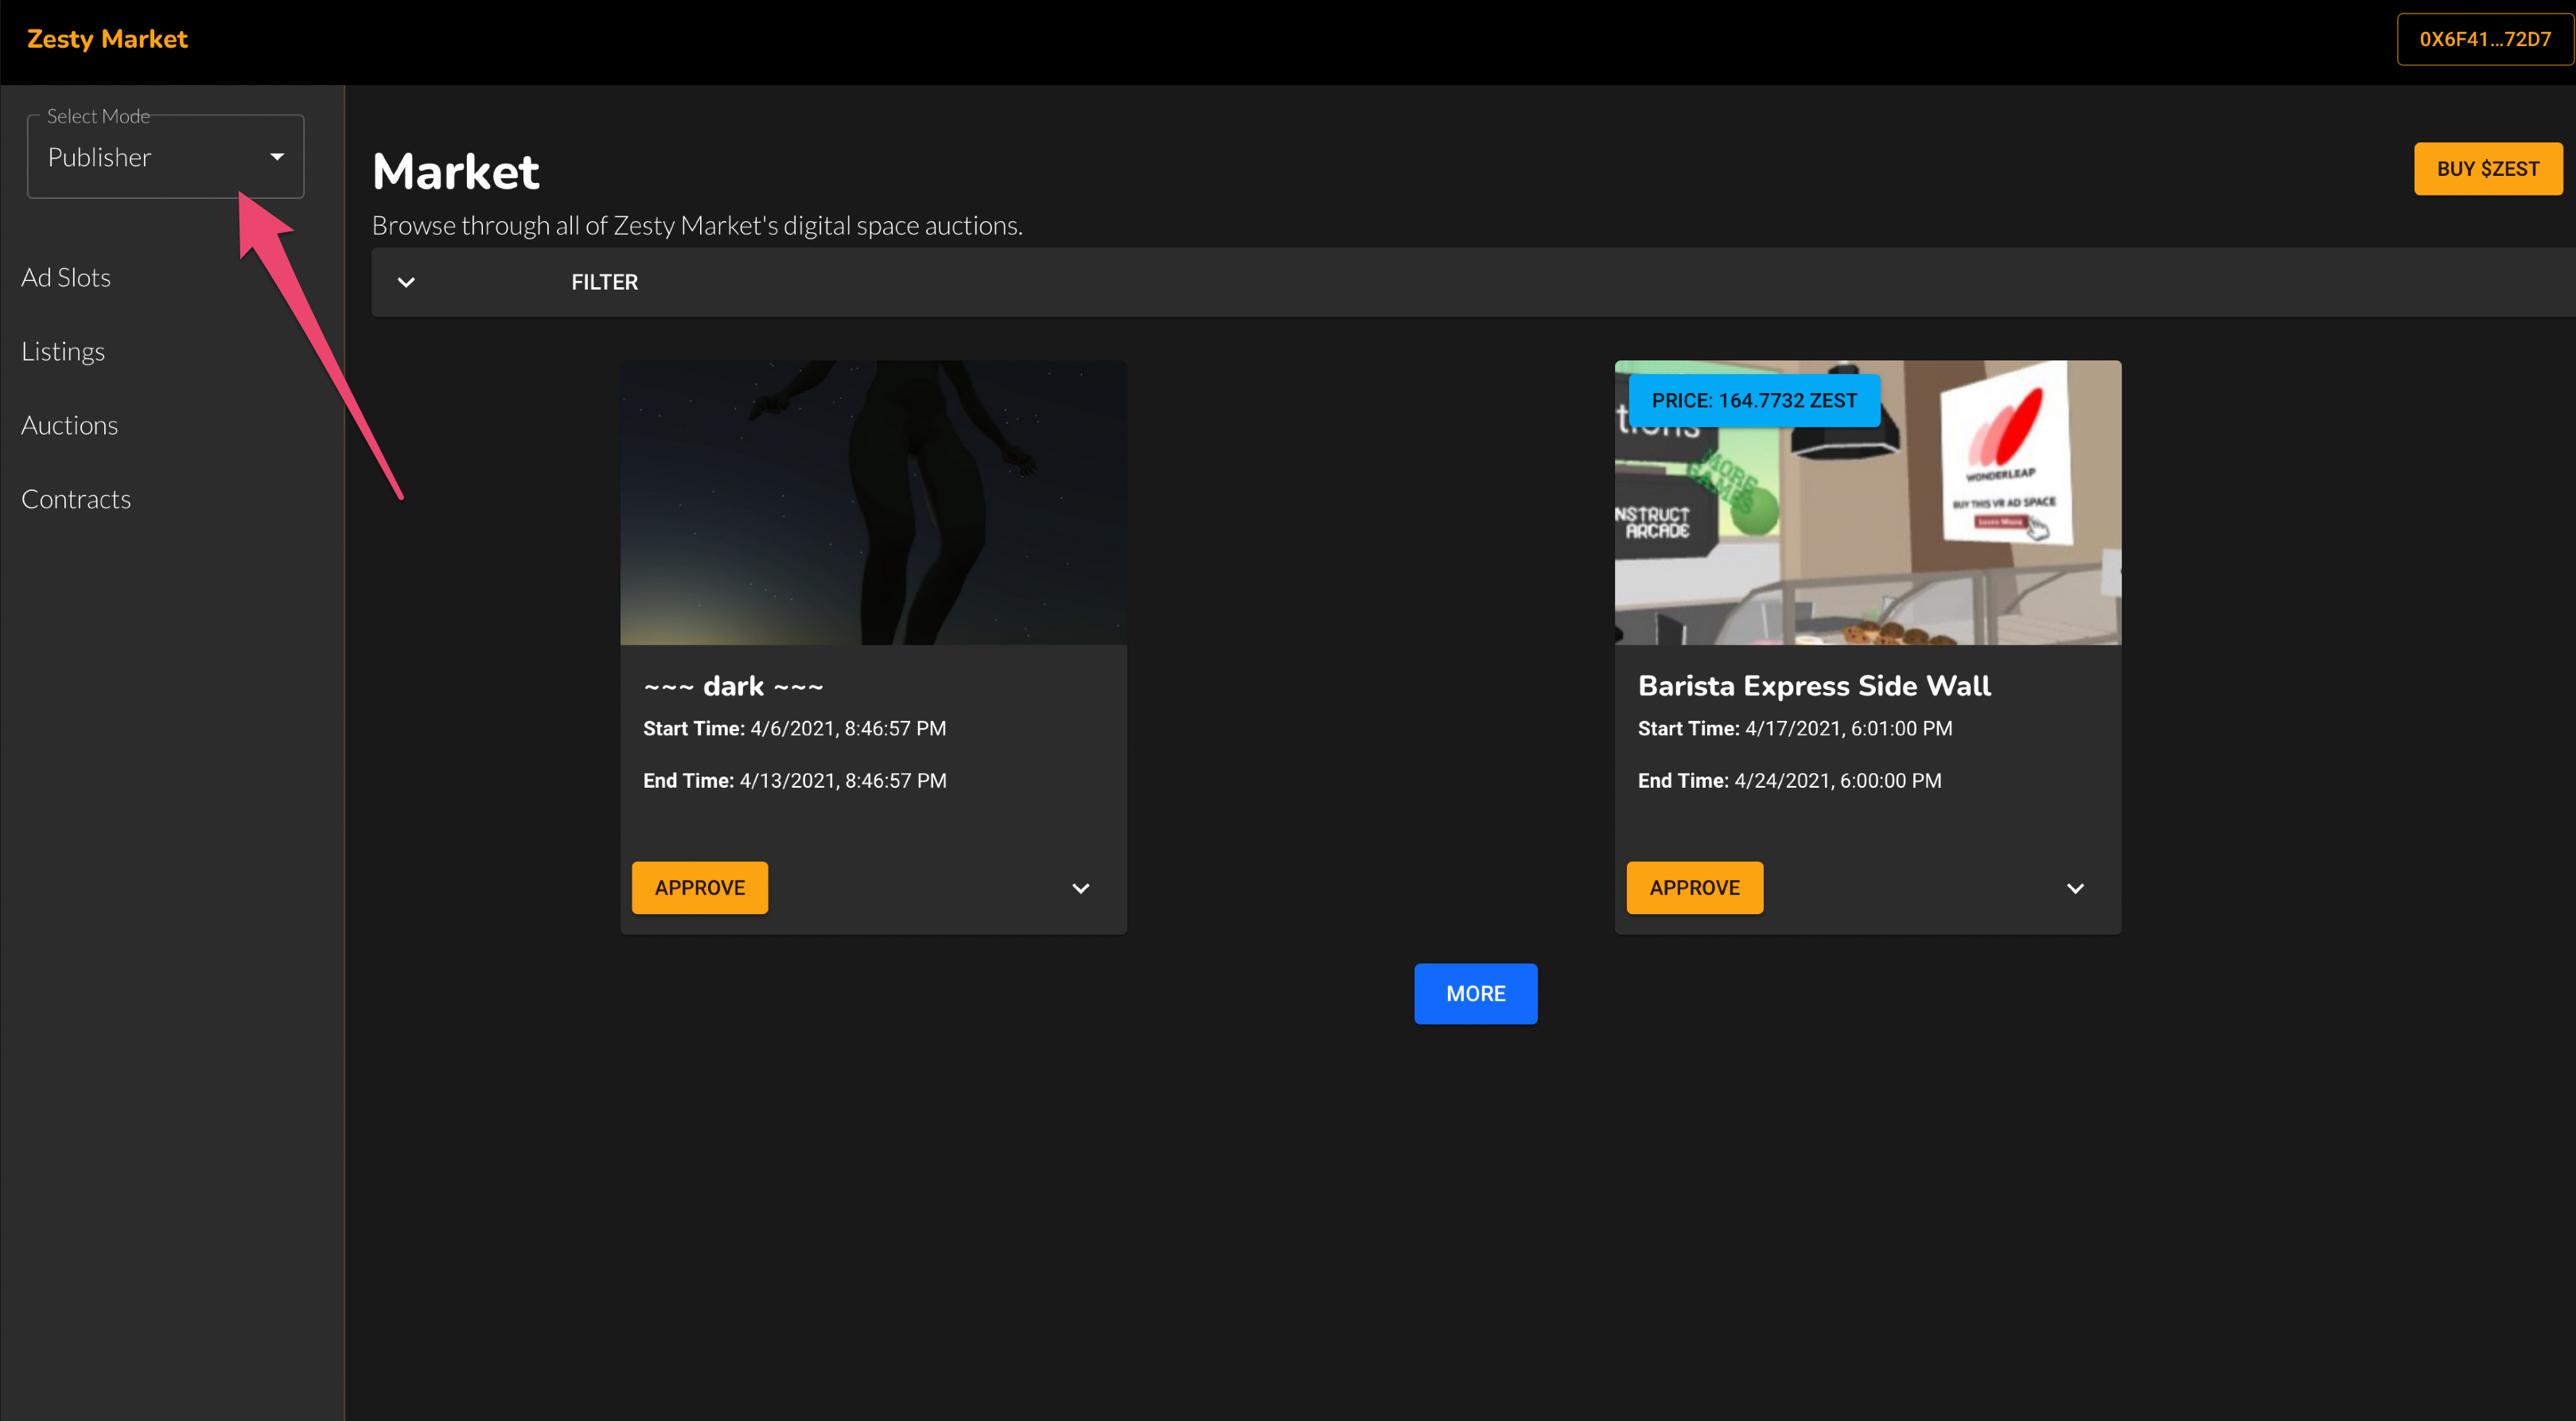 Zesty Market
0X6F41...72D7
Select Mode
Publisher
Ad Slots
Listings
Auctions
Contracts
Market
BUY $ZEST
Browse through all of Zesty Market's digital space auctions.
FILTER
~~~ dark ~~~
Start Time: 4/6/2021, 8:46:57 PM
End Time: 4/13/2021, 8:46:57 PM
APPROVE
PRICE: 164.7732 ZEST
MORE
GAMES
NSTRUCT
ARCADE
WONDERLEAP
BUY THIS VR AD SPACE
Learn More
Barista Express Side Wall
Start Time: 4/17/2021, 6:01:00 PM
End Time: 4/24/2021, 6:00:00 PM
APPROVE
MORE